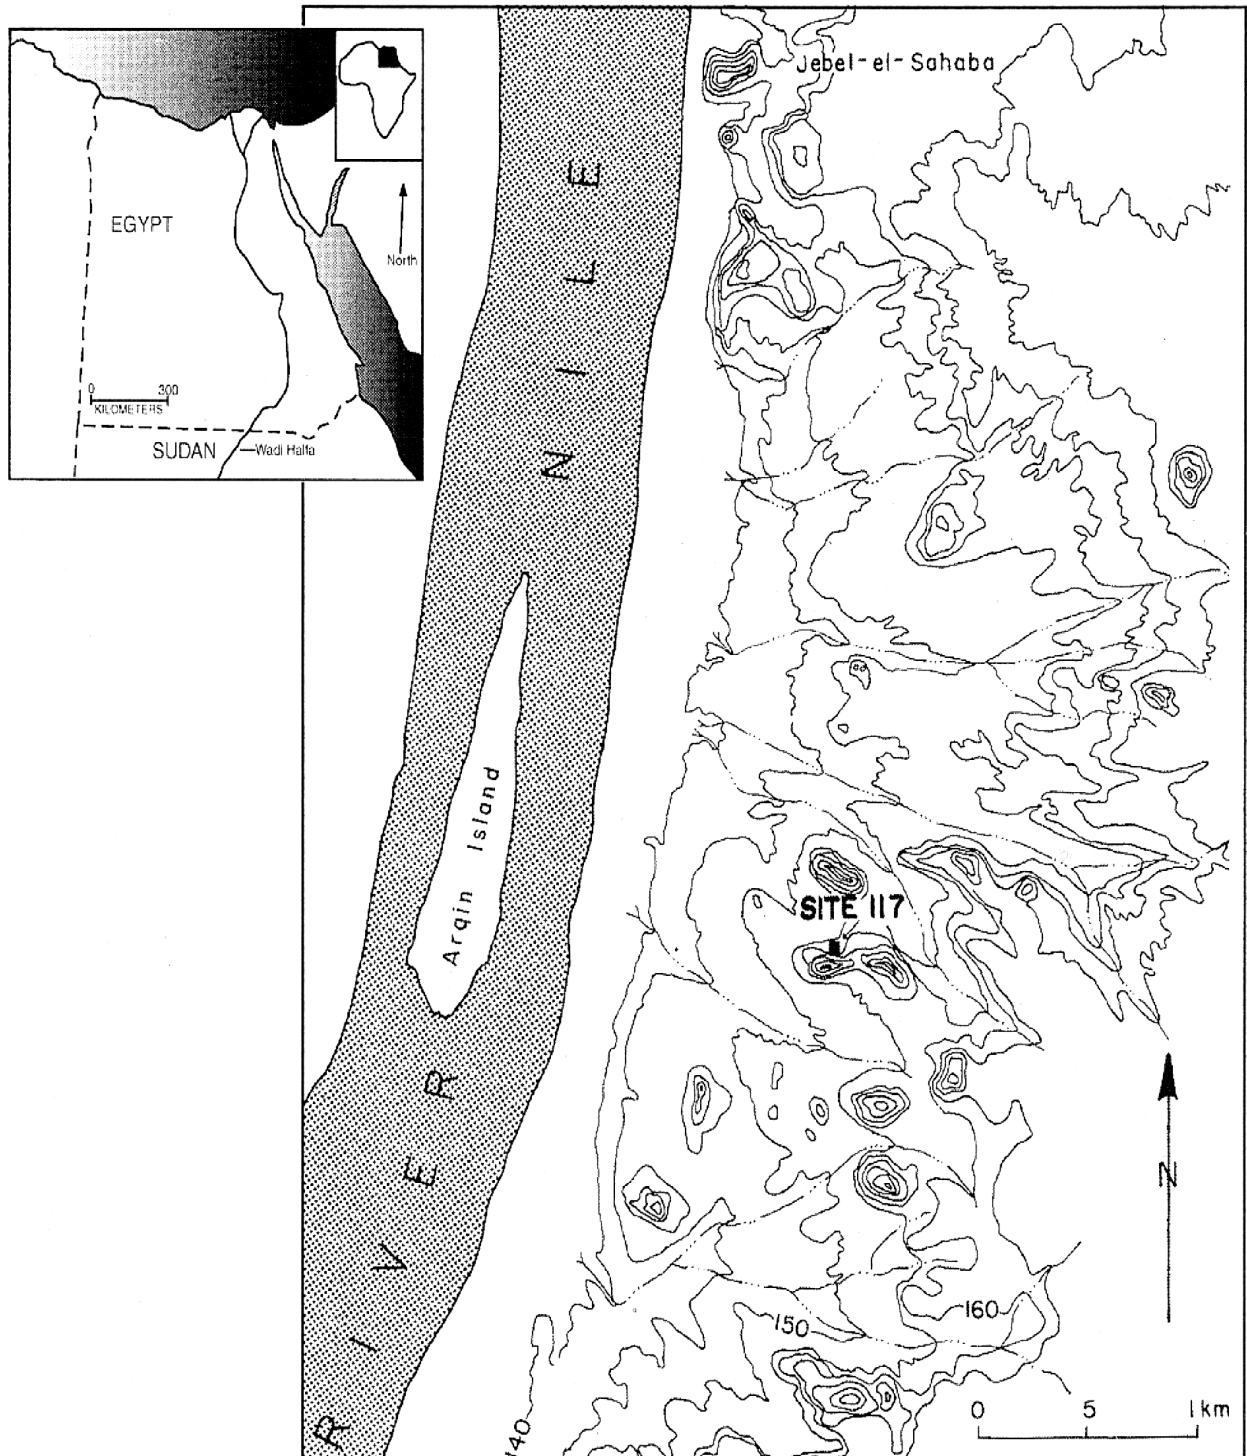 EGYPT
North
0 300
KILOMETERS
SUDAN
Wadi Halfa
Jebel-el-Sahaba
RIVER NILE
Arqin Island
SITE 117
N
160
150
140
0 5 1 km